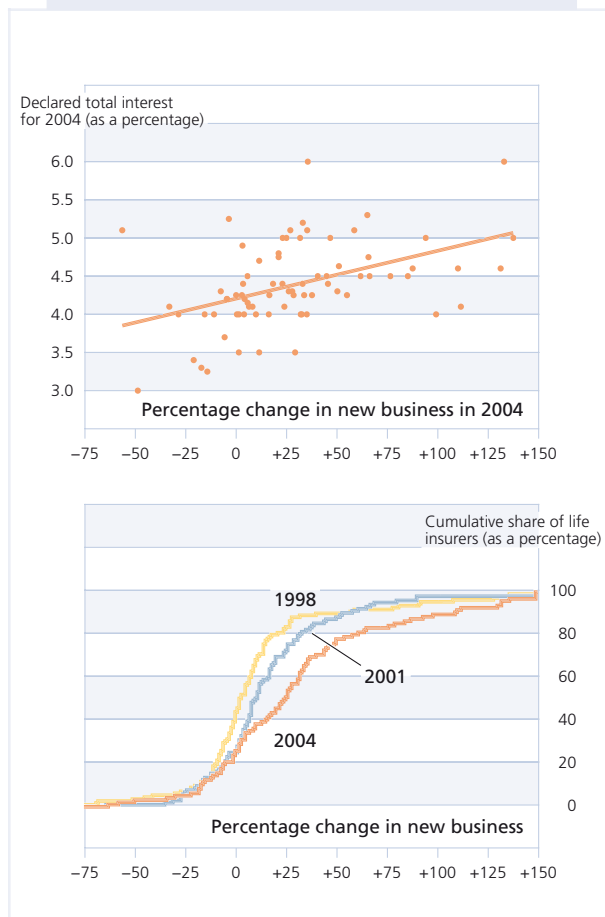 Declared total interest
for 2004 (as a percentage)
6.0
5.5
5.0
4.5
4.0
3.5
3.0
Percentage change in new business in 2004
−75 −50 −25 0 +25 +50 +75 +100 +125 +150
Cumulative share of life
insurers (as a percentage)
100
1998
80
2001
60
40
2004
20
0
Percentage change in new business
−75 −50 −25 0 +25 +50 +75 +100 +125 +150